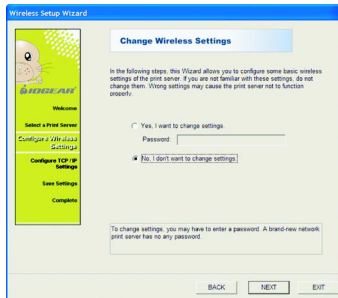 Wireless Setup Wizard
IOGEAR
Welcome
Select a Print Server
Configure Wireless
Settings
Configure TCP / IP
Settings
Save Settings
Complete
Change Wireless Settings
In the following steps, this Wizard allows you to configure some basic wireless
settings of the print server. If you are not familiar with these settings, do not
change them. Wrong settings may cause the print server not to function
properly.
Yes, I want to change settings.
Password:
No, I don't want to change settings.
To change settings, you may have to enter a password. A brand-new network
print server has no any password.
BACK
NEXT
EXIT